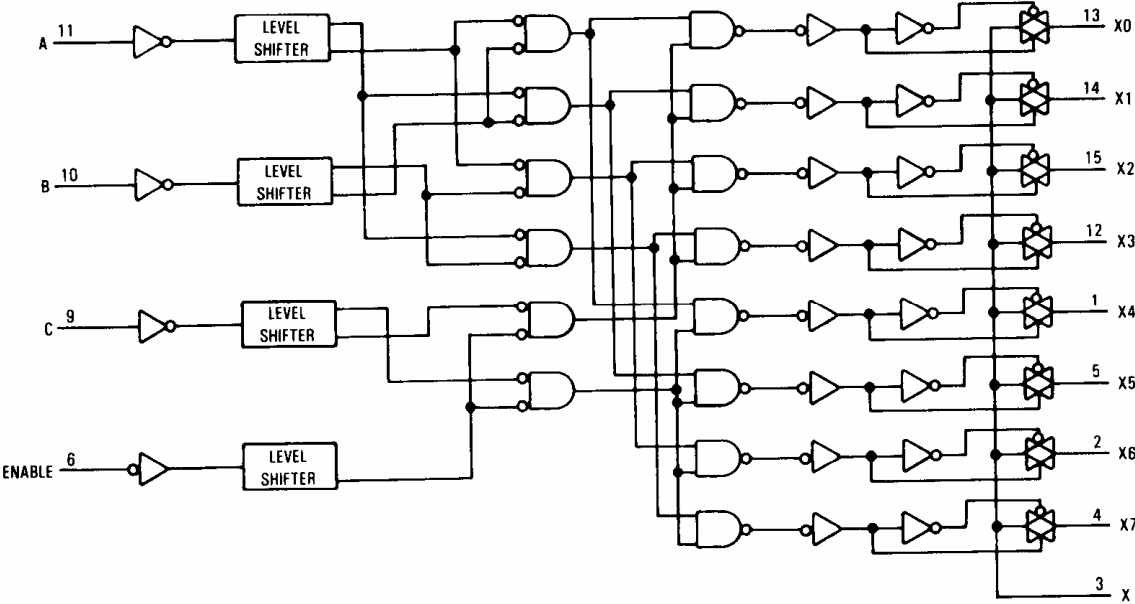 A 11
LEVEL
SHIFTER
B 10
LEVEL
SHIFTER
C 9
LEVEL
SHIFTER
ENABLE 6
LEVEL
SHIFTER
13 X0
14 X1
15 X2
12 X3
1 X4
5 X5
2 X6
4 X7
3 X